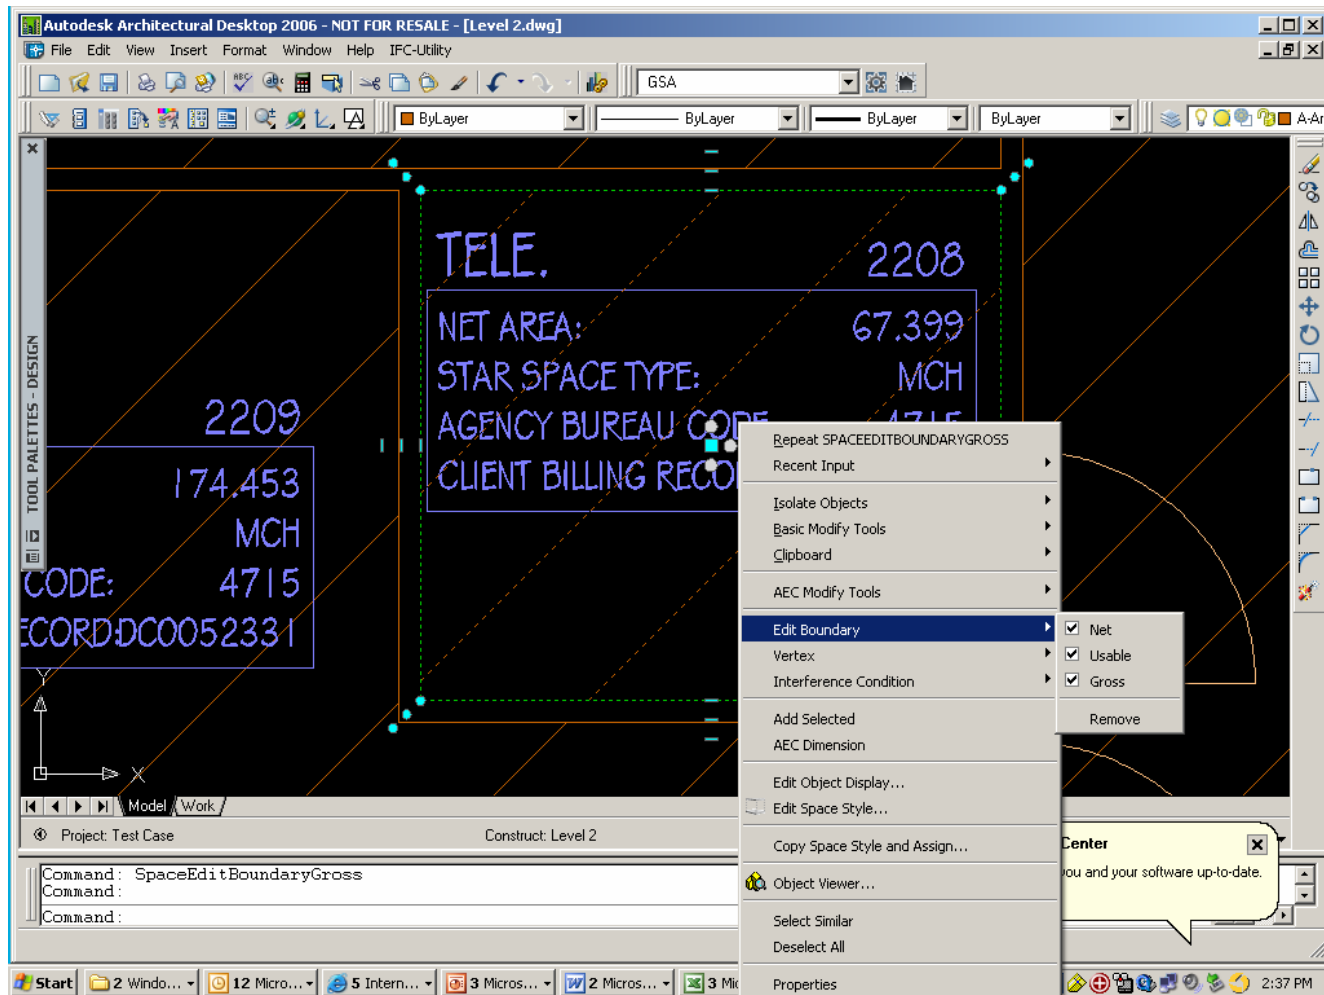 Autodesk Architectural Desktop 2006 - NOT FOR RESALE - [Level 2.dwg]
File Edit View Insert Format Window Help IFC-Utility
GSA
ByLayer ByLayer ByLayer ByLayer A-Ar
TOOL PALETTES - DESIGN
TELE. 2208
NET AREA: 67.399
STAR SPACE TYPE: MCH
AGENCY BUREAU CODE 4715
CLIENT BILLING RECO
2209
174.453
MCH
CODE: 4715
ECORD:DC0052331
Y
X
Repeat SPACEEDITBOUNDARYGROSS
Recent Input
Isolate Objects
Basic Modify Tools
Clipboard
AEC Modify Tools
Edit Boundary
Vertex
Interference Condition
Add Selected
AEC Dimension
Edit Object Display...
Edit Space Style...
Copy Space Style and Assign...
Object Viewer...
Select Similar
Deselect All
Properties
Net
Usable
Gross
Remove
Model Work
Project: Test Case Construct: Level 2
Center
you and your software up-to-date.
Command: SpaceEditBoundaryGross
Command:
Command:
Start 2 Windo... 12 Micro... 5 Intern... 3 Micros... 2 Micros... 3 Mic 2:37 PM